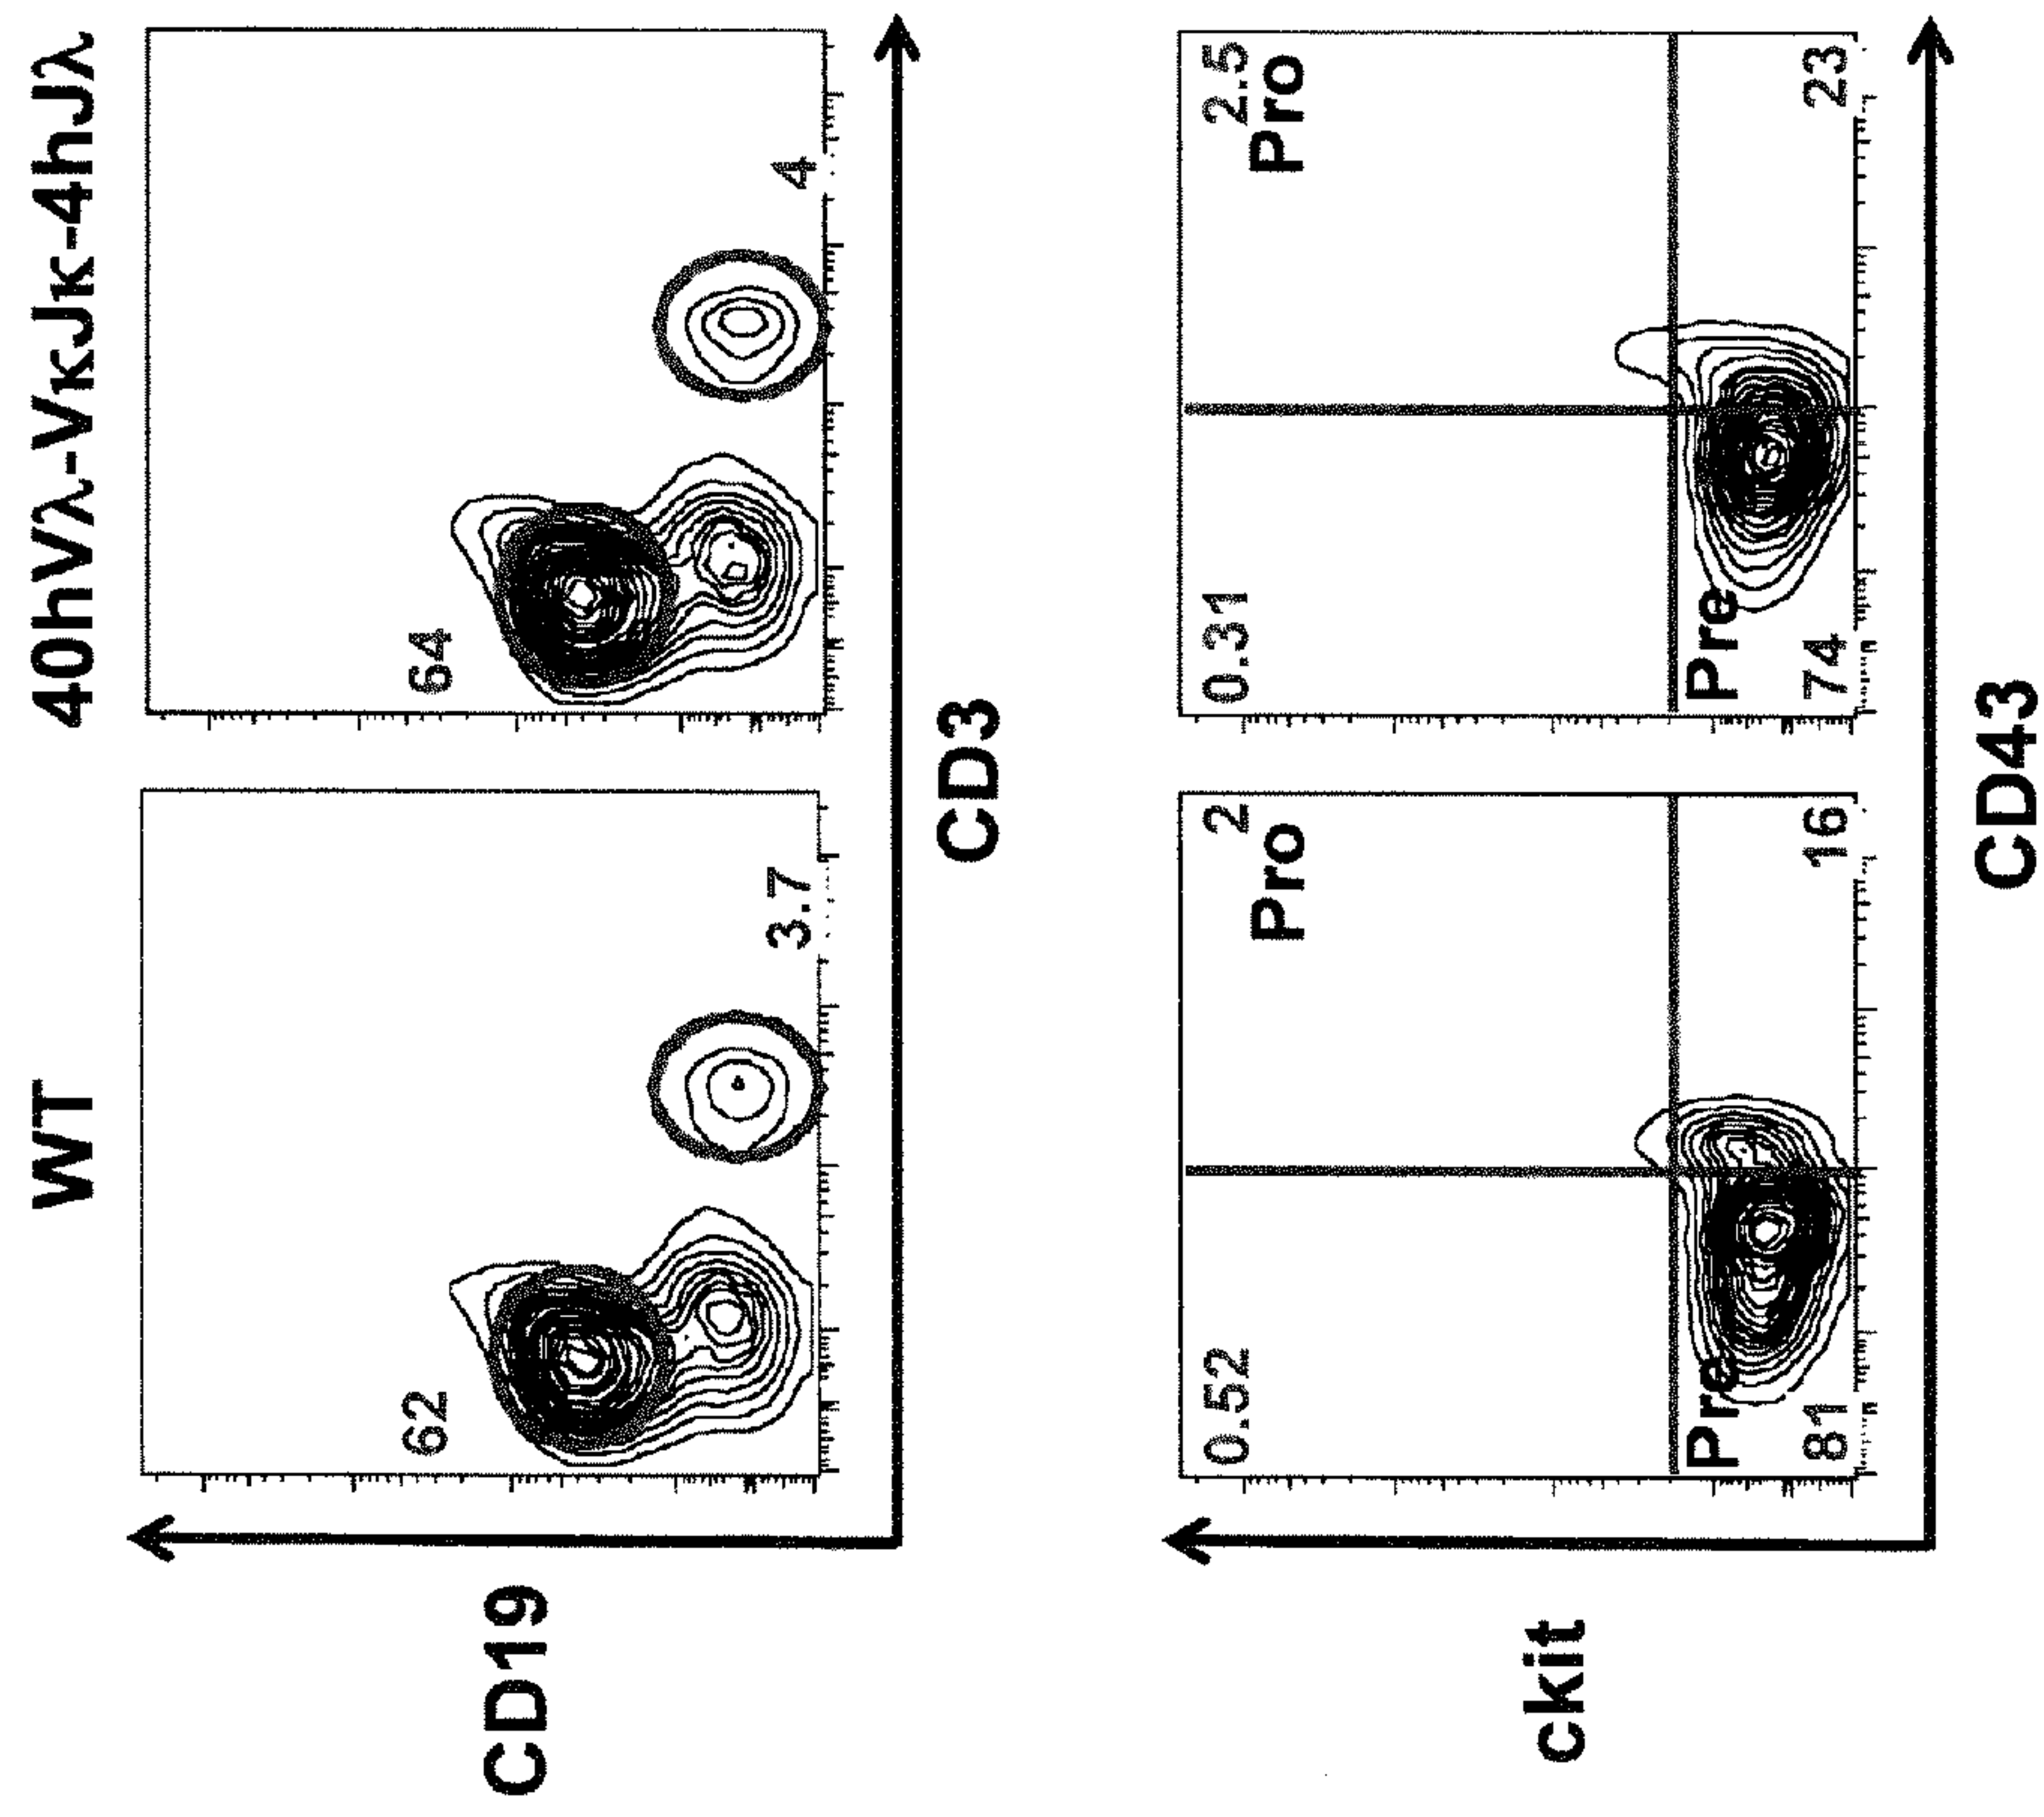 WT
40hVλ-VκJκ-4hJλ
CD19
62
3.7
64
4
CD3
ckit
0.52
2
Pro
Pre
81
16
0.31
2.5
Pro
Pre
74
23
CD43